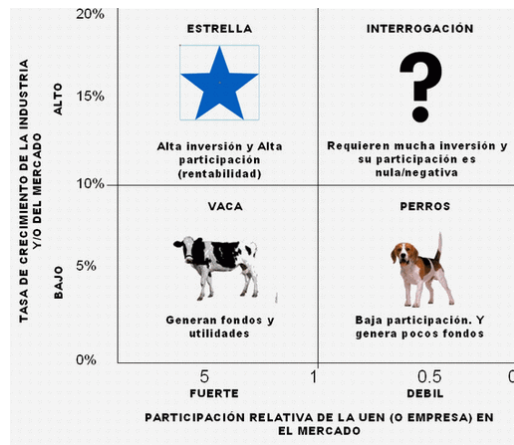 20%
ESTRELLA
INTERROGACIÓN
?
15%
ALTO
Alta inversión y Alta
participación
(rentabilidad)
Requieren mucha inversión y
su participación es
nula/negativa
10%
TASA DE CRECIMIENTO DE LA INDUSTRIA
Y/O DEL MERCADO
VACA
PERROS
5%
BAJO
Generan fondos y
utilidades
Baja participación. Y
genera pocos fondos
0%
5
1
0.5
0
FUERTE
DEBIL
PARTICIPACIÓN RELATIVA DE LA UEN (O EMPRESA) EN
EL MERCADO